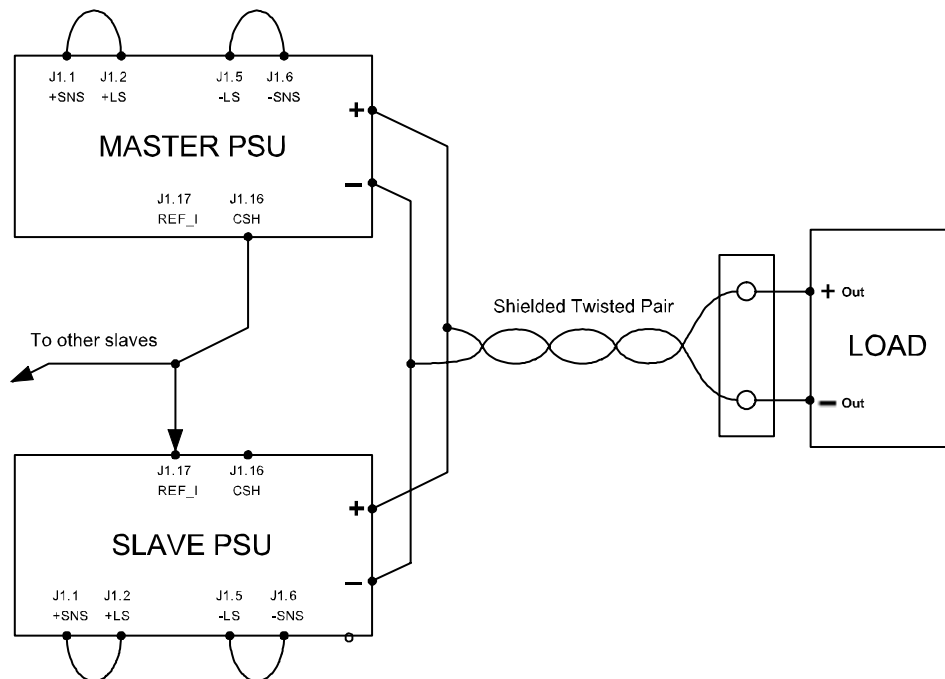 J1.1 J1.2 J1.5 J1.6
+SNS +LS -LS -SNS
+
MASTER PSU
−
J1.17 J1.16
REF_I CSH
Shielded Twisted Pair
+ Out
To other slaves
LOAD
− Out
J1.17 J1.16
REF_I CSH
+
SLAVE PSU
−
J1.1 J1.2 J1.5 J1.6
+SNS +LS -LS -SNS